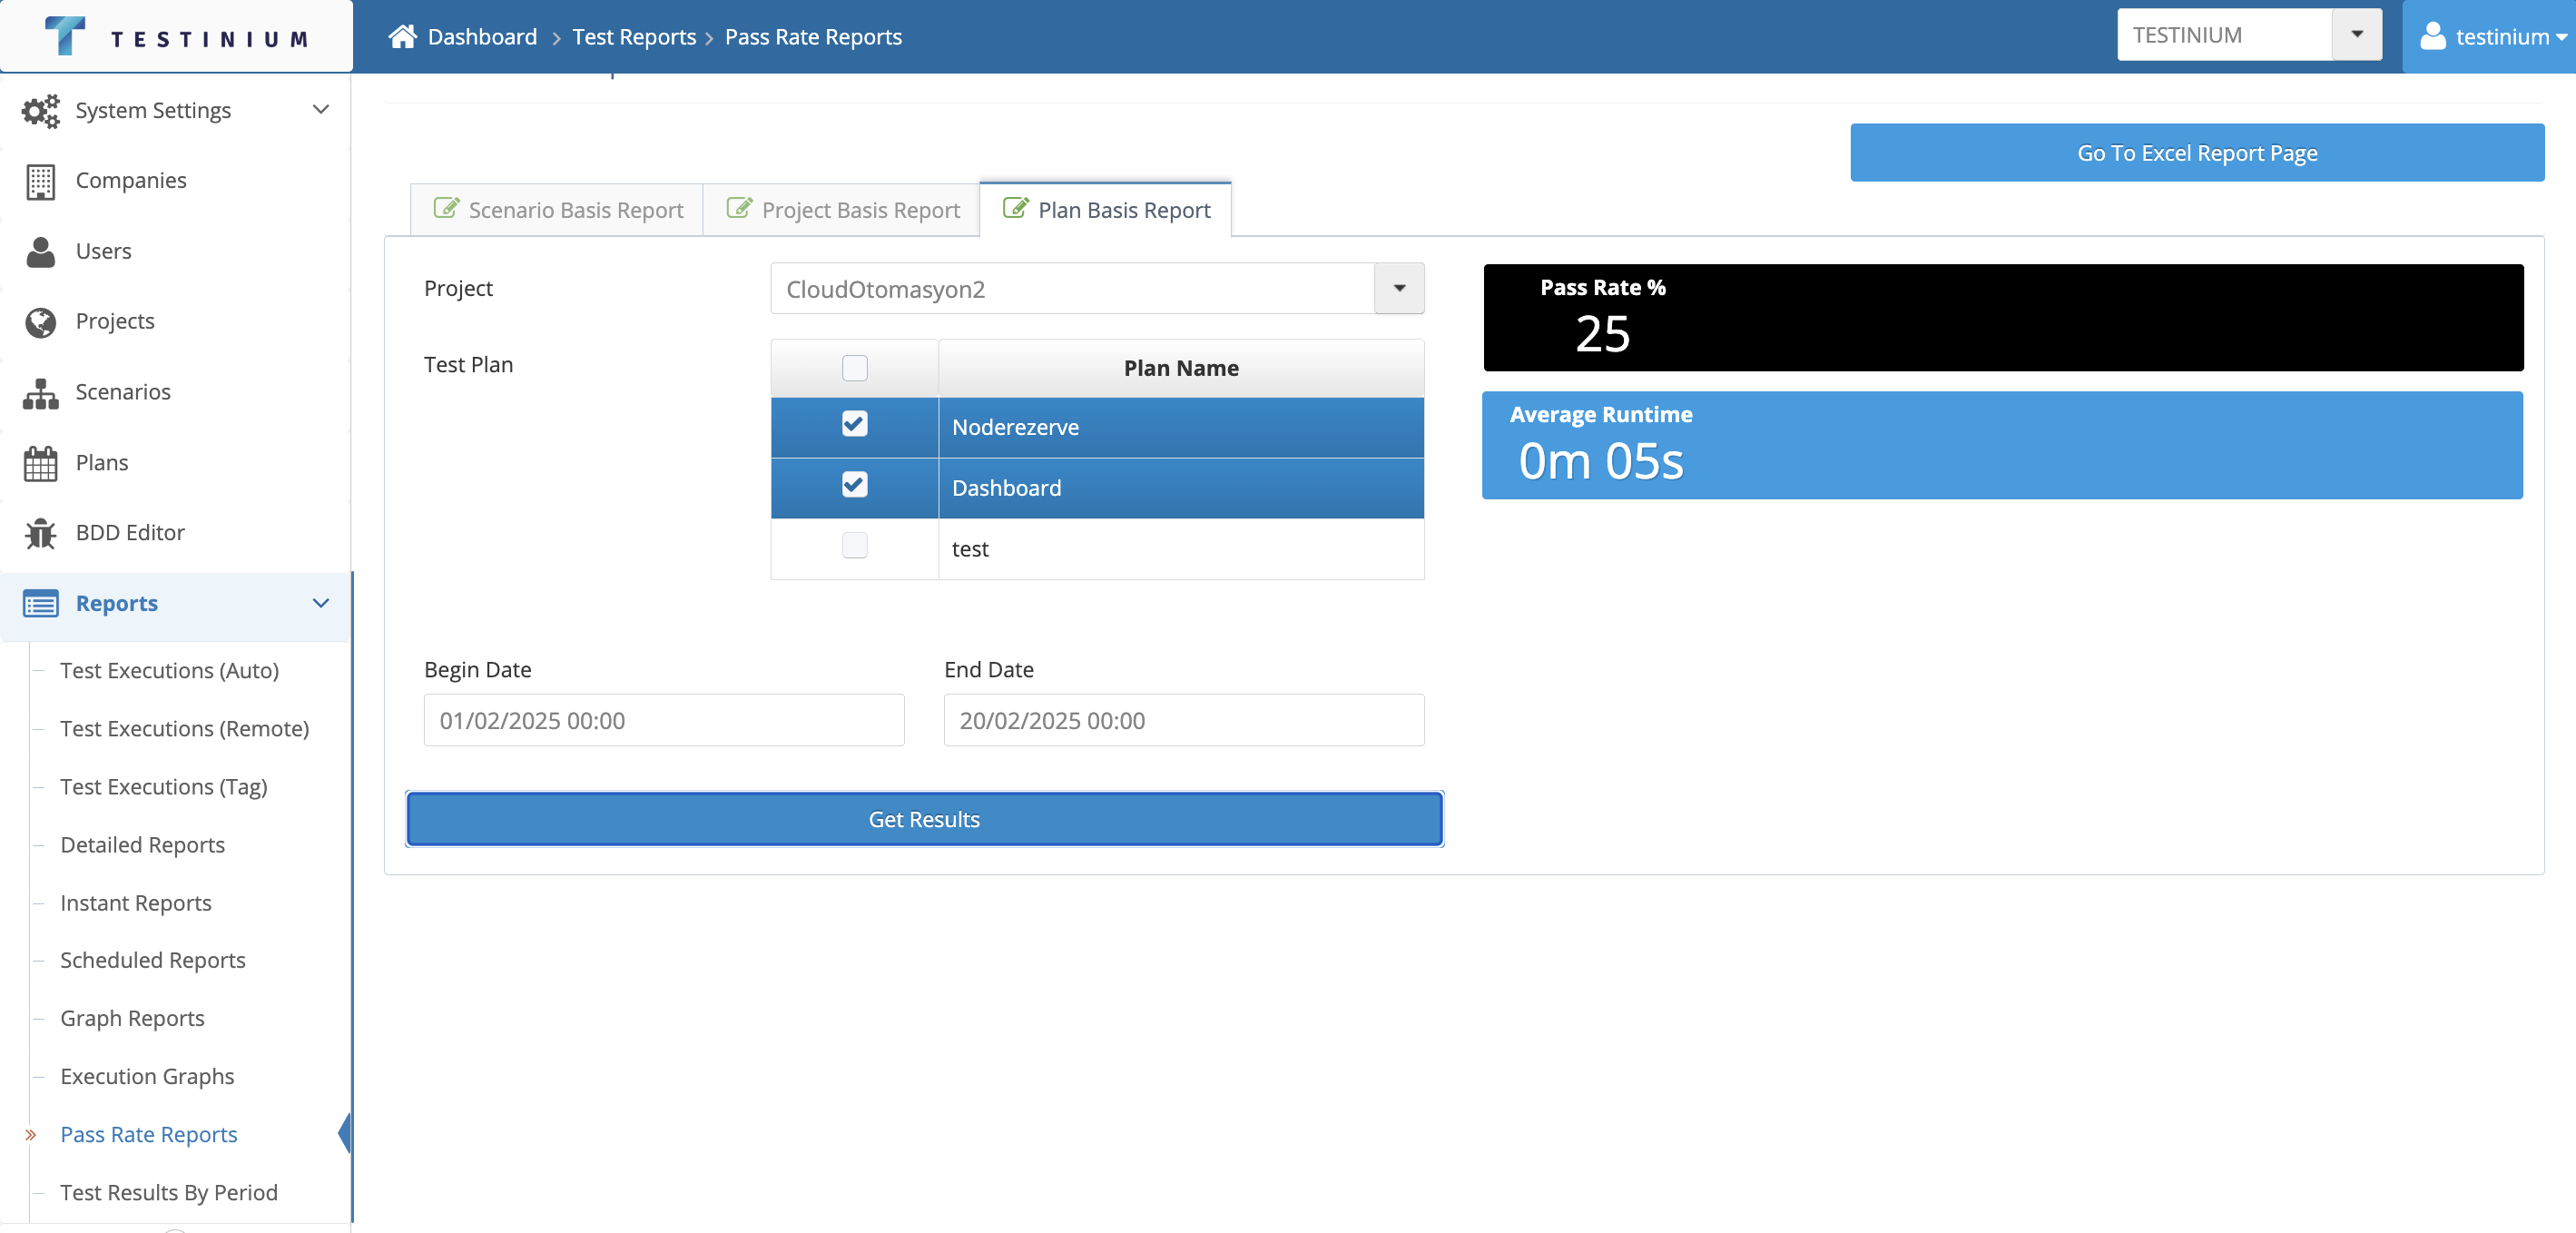 TESTINIUM
Dashboard > Test Reports > Pass Rate Reports
TESTINIUM
testinium
System Settings
Companies
Users
Projects
Scenarios
Plans
BDD Editor
Reports
Test Executions (Auto)
Test Executions (Remote)
Test Executions (Tag)
Detailed Reports
Instant Reports
Scheduled Reports
Graph Reports
Execution Graphs
Pass Rate Reports
Test Results By Period
Go To Excel Report Page
Scenario Basis Report
Project Basis Report
Plan Basis Report
Project
CloudOtomasyon2
Test Plan
Plan Name
Noderezerve
Dashboard
test
Begin Date
End Date
01/02/2025 00:00
20/02/2025 00:00
Get Results
Pass Rate %
25
Average Runtime
0m 05s